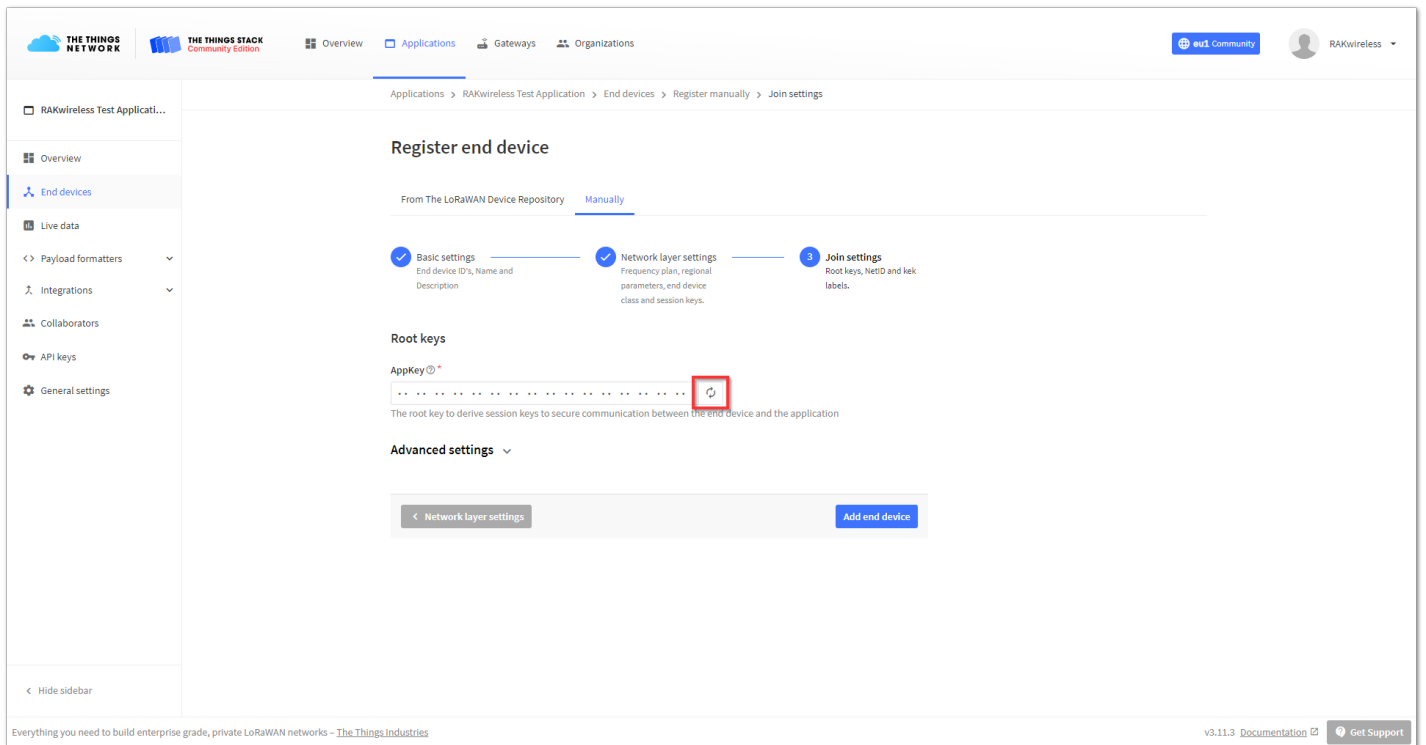 THE THINGS
NETWORK
THE THINGS STACK
Community Edition
Overview
Applications
Gateways
Organizations
eu1 Community
RAKwireless
RAKwireless Test Applicati...
Overview
End devices
Live data
<> Payload formatters
Integrations
Collaborators
API keys
General settings
< Hide sidebar
Applications > RAKwireless Test Application > End devices > Register manually > Join settings
Register end device
From The LoRaWAN Device Repository
Manually
Basic settings
End device ID's, Name and
Description
Network layer settings
Frequency plan, regional
parameters, end device
class and session keys.
3 Join settings
Root keys, NetID and kek
labels.
Root keys
AppKey *
The root key to derive session keys to secure communication between the end device and the application
Advanced settings
< Network layer settings
Add end device
Everything you need to build enterprise grade, private LoRaWAN networks – The Things Industries
v3.11.3 Documentation
Get Support